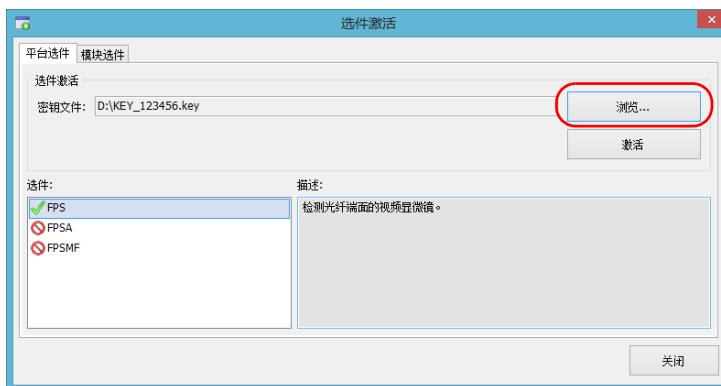 选件激活
平台选件 模块选件
选件激活
密钥文件: D:\KEY_123456.key 浏览...
激活
选件: 描述:
FPS 检测光纤端面的视频显微镜。
FPSA
FPSMF
关闭